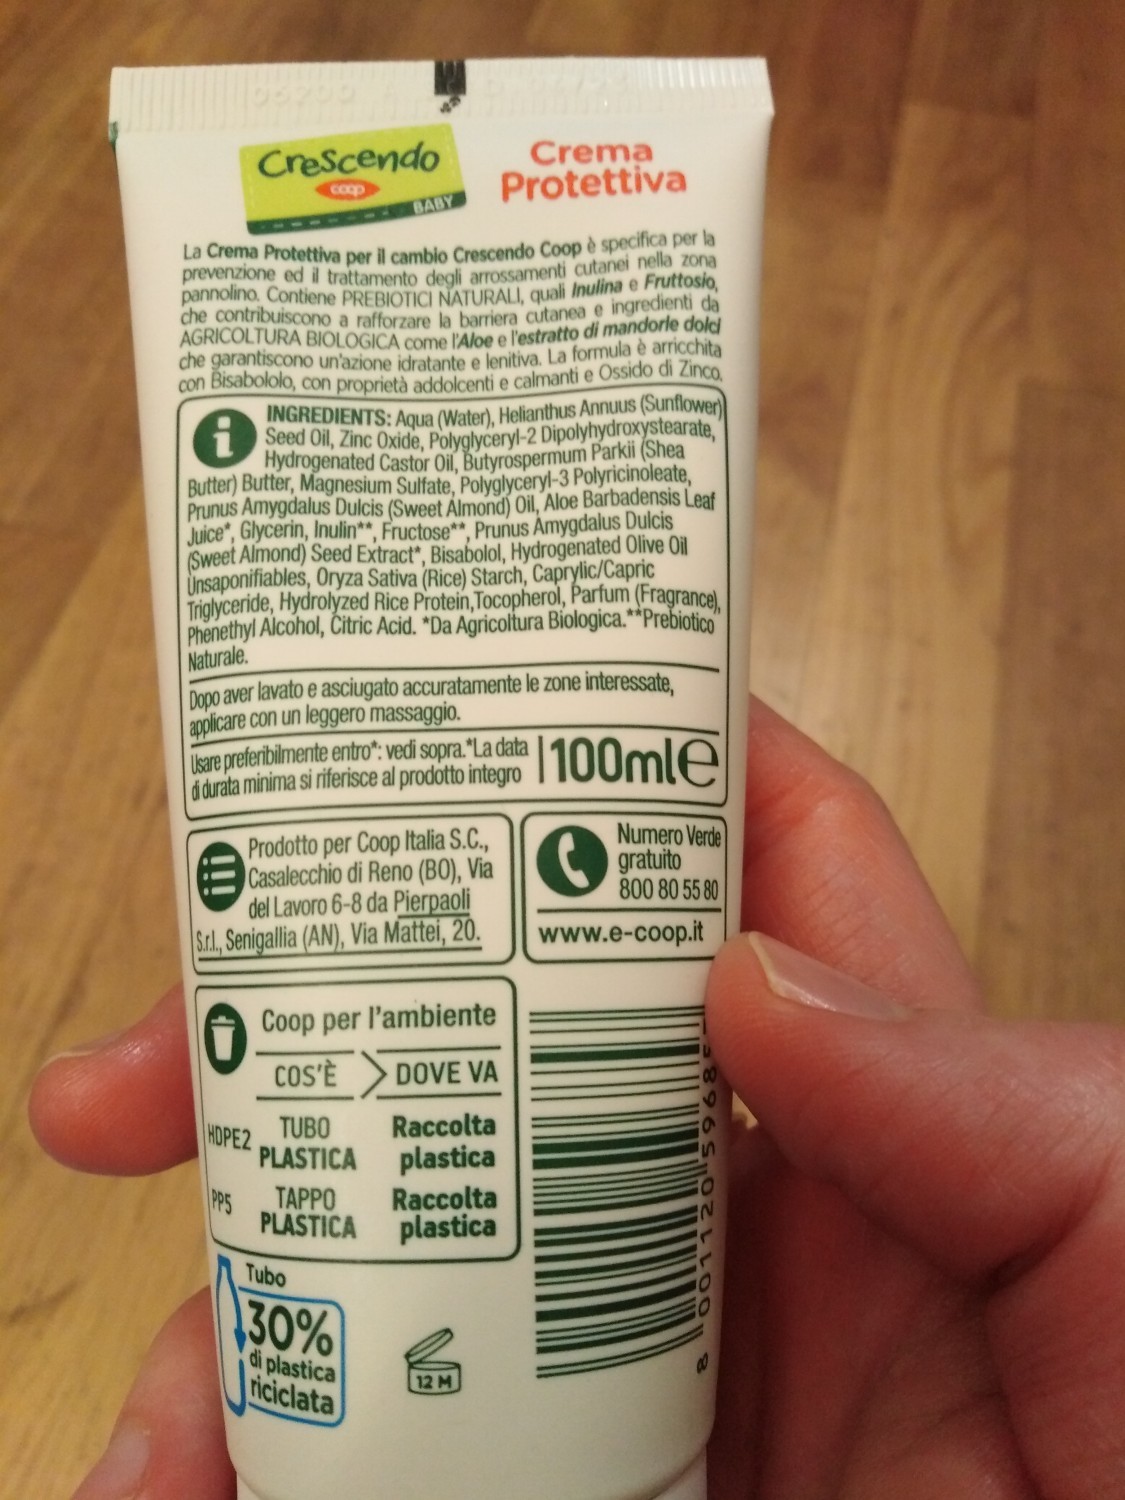 Crescendo
coop
BABY
Crema
Protettiva
La Crema Protettiva per il cambio Crescendo Coop è specifica per la
prevenzione ed il trattamento degli arrossamenti cutanei nella zona
pannolino. Contiene PREBIOTICI NATURALI, quali Inulina e Fruttosio,
che contribuiscono a rafforzare la barriera cutanea e ingredienti da
AGRICOLTURA BIOLOGICA come l'Aloe e l'estratto di mandorle dolci
che garantiscono un'azione idratante e lenitiva. La formula è arricchita
con Bisabololo, con proprietà addolcenti e calmanti e Ossido di Zinco.
INGREDIENTS: Aqua (Water), Helianthus Annuus (Sunflower)
Seed Oil, Zinc Oxide, Polyglyceryl-2 Dipolyhydroxystearate,
Hydrogenated Castor Oil, Butyrospermum Parkii (Shea
Butter) Butter, Magnesium Sulfate, Polyglyceryl-3 Polyricinoleate,
Prunus Amygdalus Dulcis (Sweet Almond) Oil, Aloe Barbadensis Leaf
Juice*, Glycerin, Inulin**, Fructose**, Prunus Amygdalus Dulcis
(Sweet Almond) Seed Extract*, Bisabolol, Hydrogenated Olive Oil
Unsaponifiables, Oryza Sativa (Rice) Starch, Caprylic/Capric
Triglyceride, Hydrolyzed Rice Protein,Tocopherol, Parfum (Fragrance),
Phenethyl Alcohol, Citric Acid. *Da Agricoltura Biologica.**Prebiotico
Naturale.
Dopo aver lavato e asciugato accuratamente le zone interessate,
applicare con un leggero massaggio.
Usare preferibilmente entro*: vedi sopra.*La data
di durata minima si riferisce al prodotto integro
100ml℮
Prodotto per Coop Italia S.C.,
Casalecchio di Reno (BO), Via
del Lavoro 6-8 da Pierpaoli
S.r.l., Senigallia (AN), Via Mattei, 20.
Numero Verde
gratuito
800 80 55 80
www.e-coop.it
Coop per l'ambiente
COS'È
DOVE VA
HDPE2
TUBO
PLASTICA
Raccolta
plastica
PP5
TAPPO
PLASTICA
Raccolta
plastica
Tubo
30%
di plastica
riciclata
12 M